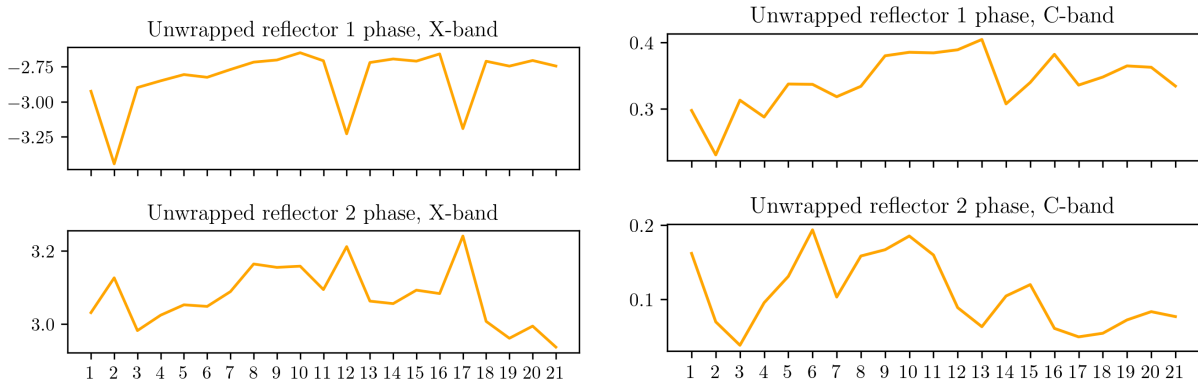 Unwrapped reflector 1 phase, X-band
−2.75
−3.00
−3.25
Unwrapped reflector 2 phase, X-band
3.2
3.0
1 2 3 4 5 6 7 8 9 10 11 12 13 14 15 16 17 18 19 20 21
Unwrapped reflector 1 phase, C-band
0.4
0.3
Unwrapped reflector 2 phase, C-band
0.2
0.1
1 2 3 4 5 6 7 8 9 10 11 12 13 14 15 16 17 18 19 20 21